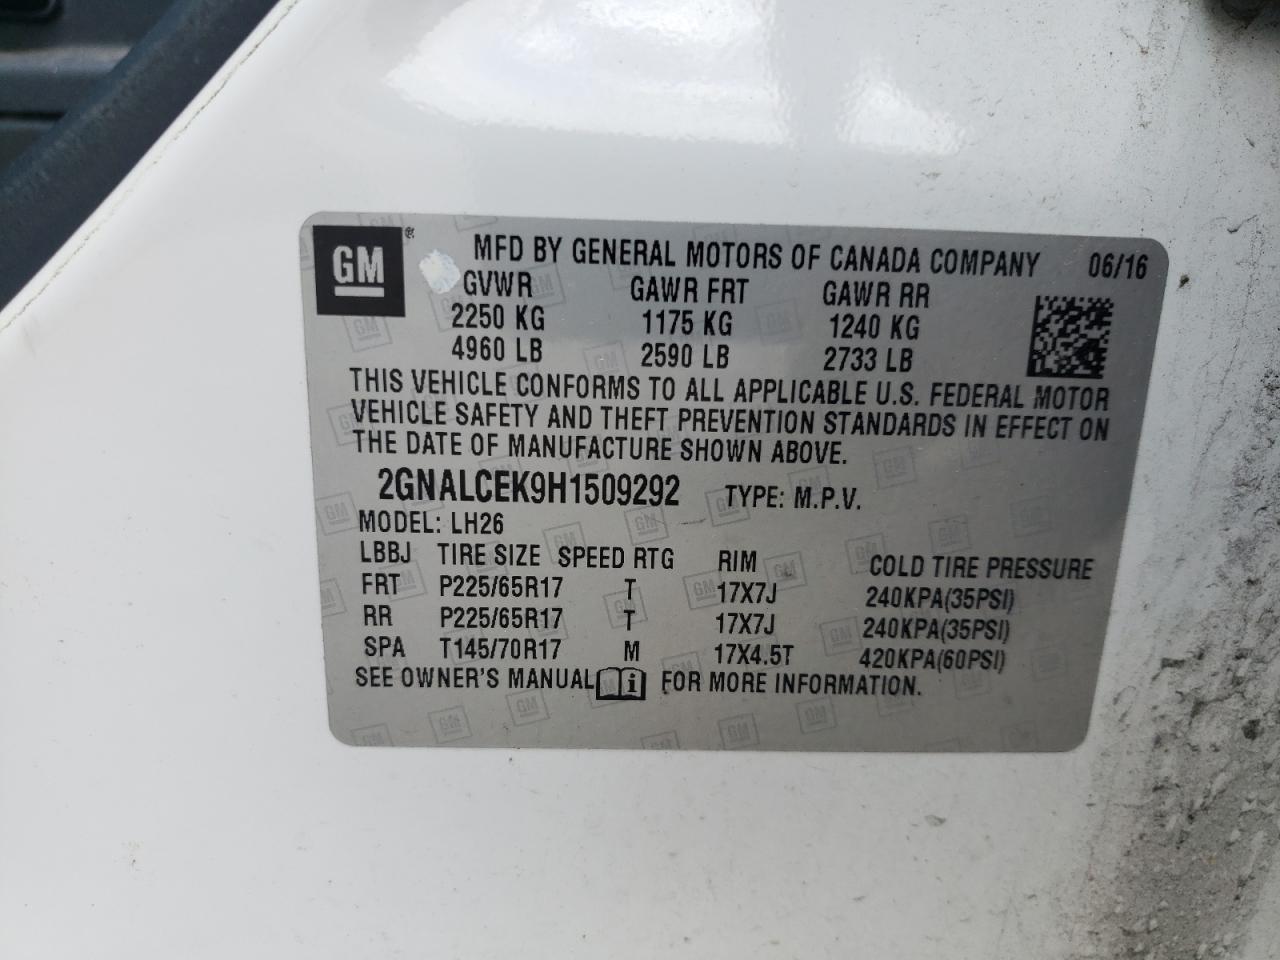 GM ® MFD BY GENERAL MOTORS OF CANADA COMPANY 06/16
GVWR GAWR FRT GAWR RR
2250 KG 1175 KG 1240 KG
4960 LB 2590 LB 2733 LB
THIS VEHICLE CONFORMS TO ALL APPLICABLE U.S. FEDERAL MOTOR
VEHICLE SAFETY AND THEFT PREVENTION STANDARDS IN EFFECT ON
THE DATE OF MANUFACTURE SHOWN ABOVE.
2GNALCEK9H1509292 TYPE: M.P.V.
MODEL: LH26
LBBJ TIRE SIZE SPEED RTG RIM COLD TIRE PRESSURE
FRT P225/65R17 T 17X7J 240KPA(35PSI)
RR P225/65R17 T 17X7J 240KPA(35PSI)
SPA T145/70R17 M 17X4.5T 420KPA(60PSI)
SEE OWNER'S MANUAL i FOR MORE INFORMATION.